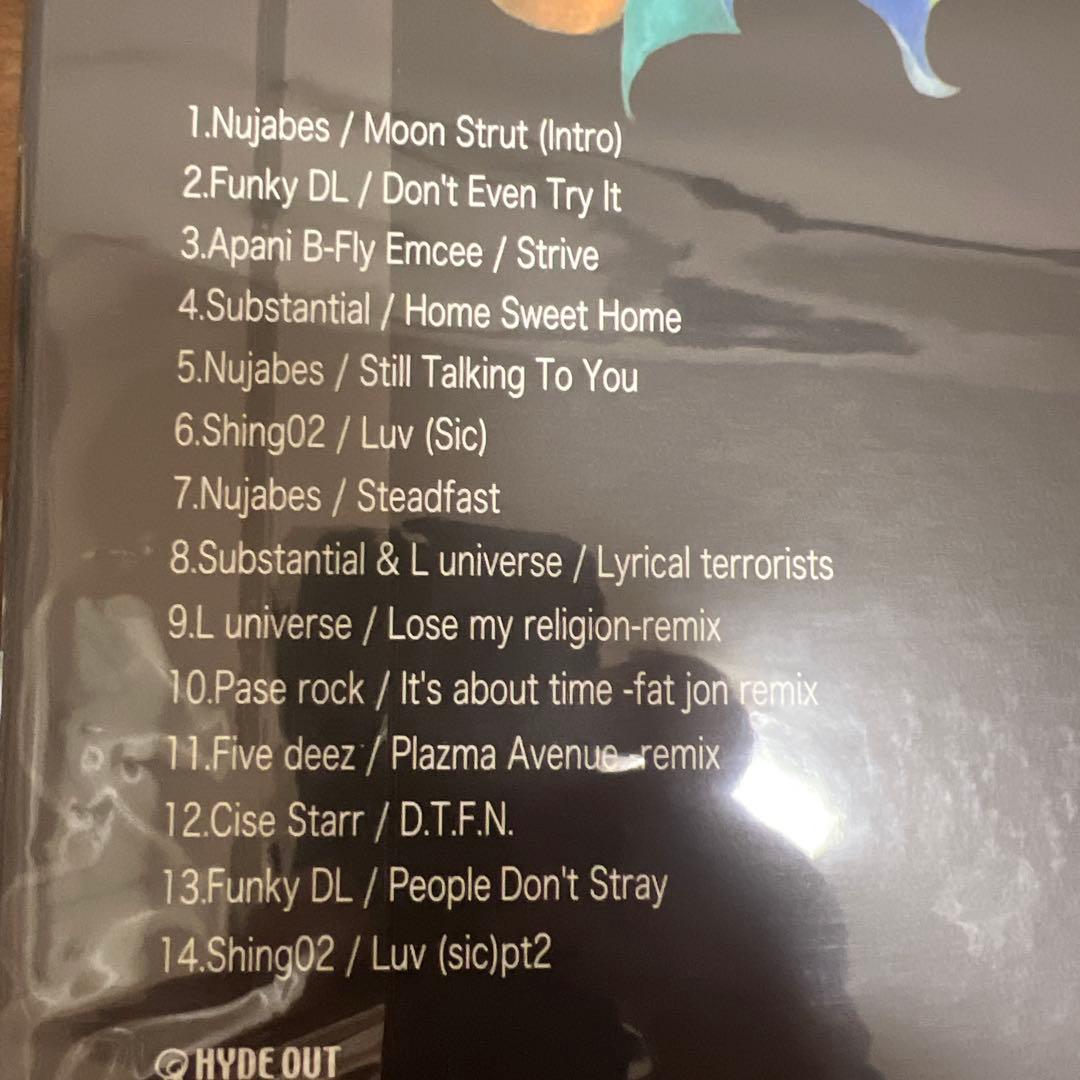 1.Nujabes / Moon Strut (Intro)
2.Funky DL / Don't Even Try It
3.Apani B-Fly Emcee / Strive
4.Substantial / Home Sweet Home
5.Nujabes / Still Talking To You
6.Shing02 / Luv (Sic)
7.Nujabes / Steadfast
8.Substantial & L universe / Lyrical terrorists
9.L universe / Lose my religion-remix
10.Pase rock / It's about time -fat jon remix
11.Five deez / Plazma Avenue -remix
12.Cise Starr / D.T.F.N.
13.Funky DL / People Don't Stray
14.Shing02 / Luv (sic)pt2
HYDE OUT